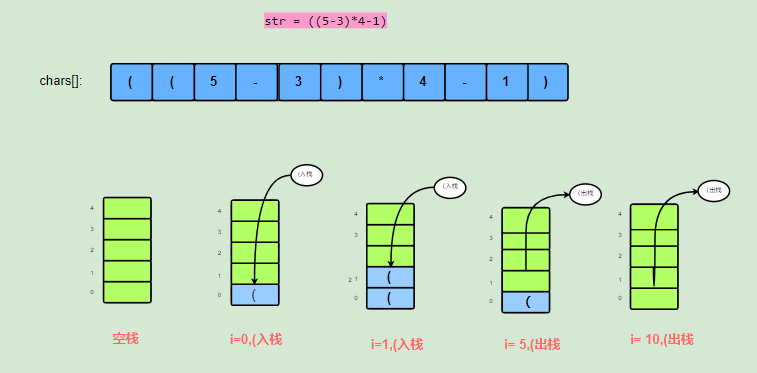 str = ((5-3)*4-1)
chars[]:
( ( 5 - 3 ) * 4 - 1 )
(入栈
(入栈
(出栈
(出栈
4
3
2
1
0
4
3
2
1
0
(
4
3
2 1
0
(
(
4
3
2
1
0
(
4
3
2
1
0
空栈
i=0,(入栈
i=1,(入栈
i= 5,(出栈
i= 10,(出栈